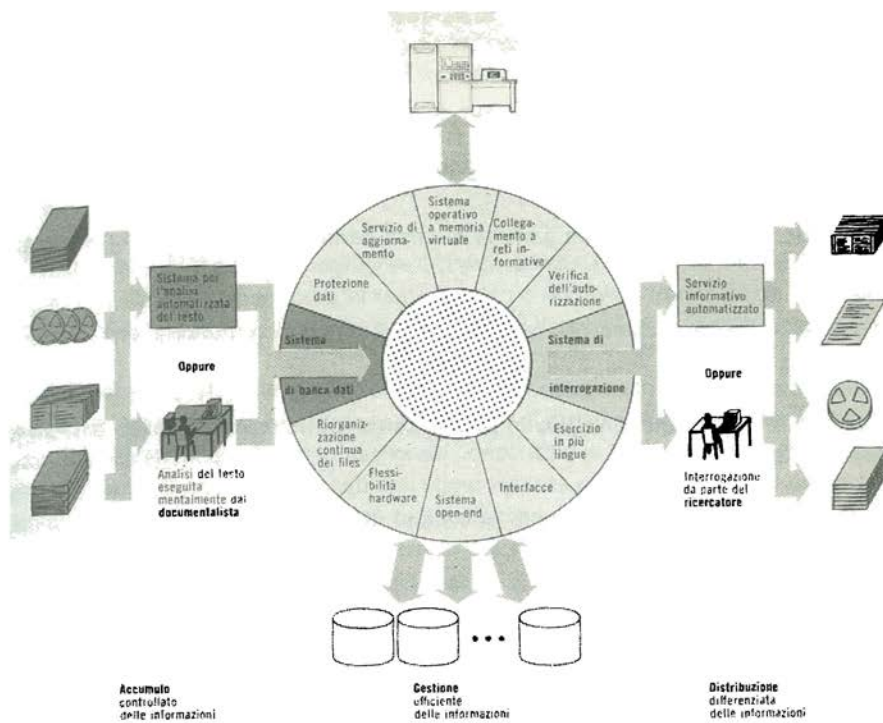 Sistema
operativo
a memoria
virtuale
Servizio di
aggiornamento
Collega-
mento a
reti in-
formative
Protezione
dati
Verifica
dell'auto-
rizzazione
Sistema
di banca dati
Sistema di
interrogazione
Riorganiz-
zazione
continua
dei files
Esercizio
in più
lingue
Flessi-
bilità
hardware
Interfacce
Sistema
open-end
Sistema per
l'analisi
automatizzata
del testo
Oppure
Analisi del testo
eseguita
mentalmente dal
documentalista
Servizio
informativo
automatizzato
Oppure
Interrogazione
da parte del
ricercatore
Accumulo
controllato
delle informazioni
Gestione
efficiente
delle informazioni
Distribuzione
differenziata
delle informazioni